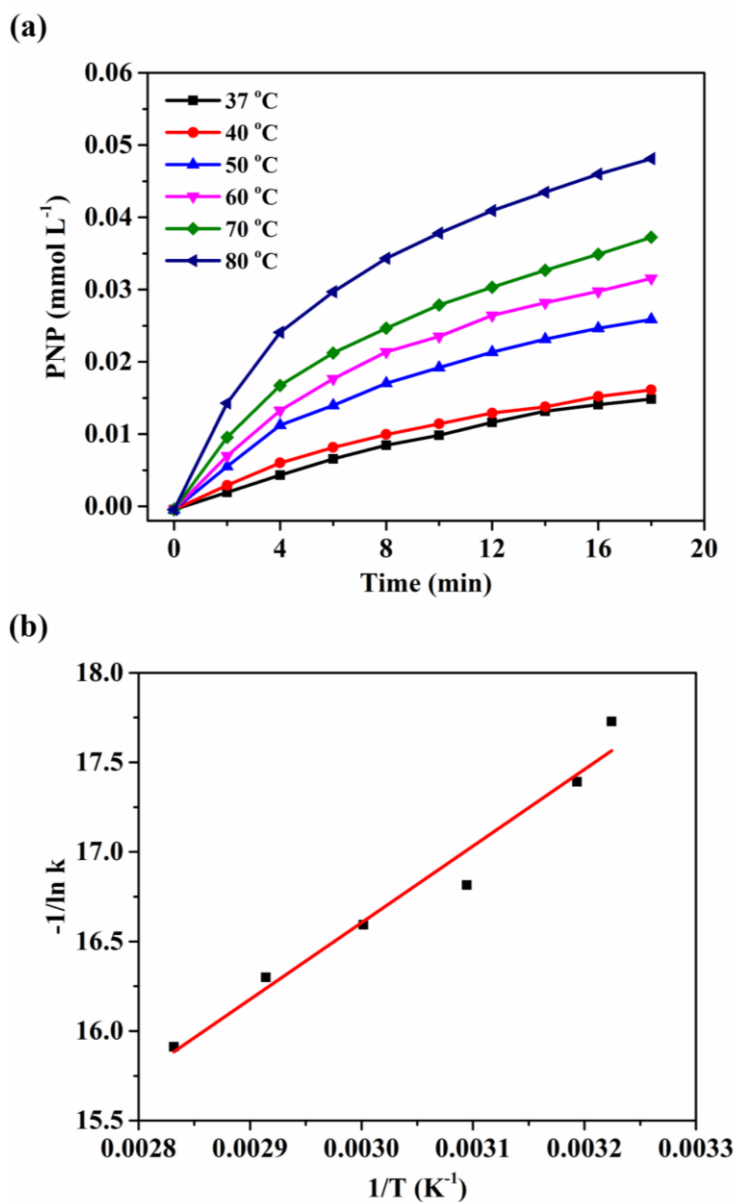 (a)
0.06
0.05
0.04
0.03
0.02
0.01
0.00
PNP (mmol L⁻¹)
37 °C
40 °C
50 °C
60 °C
70 °C
80 °C
0 4 8 12 16 20
Time (min)
(b)
18.0
17.5
17.0
16.5
16.0
15.5
-1/ln k
0.0028 0.0029 0.0030 0.0031 0.0032 0.0033
1/T (K⁻¹)